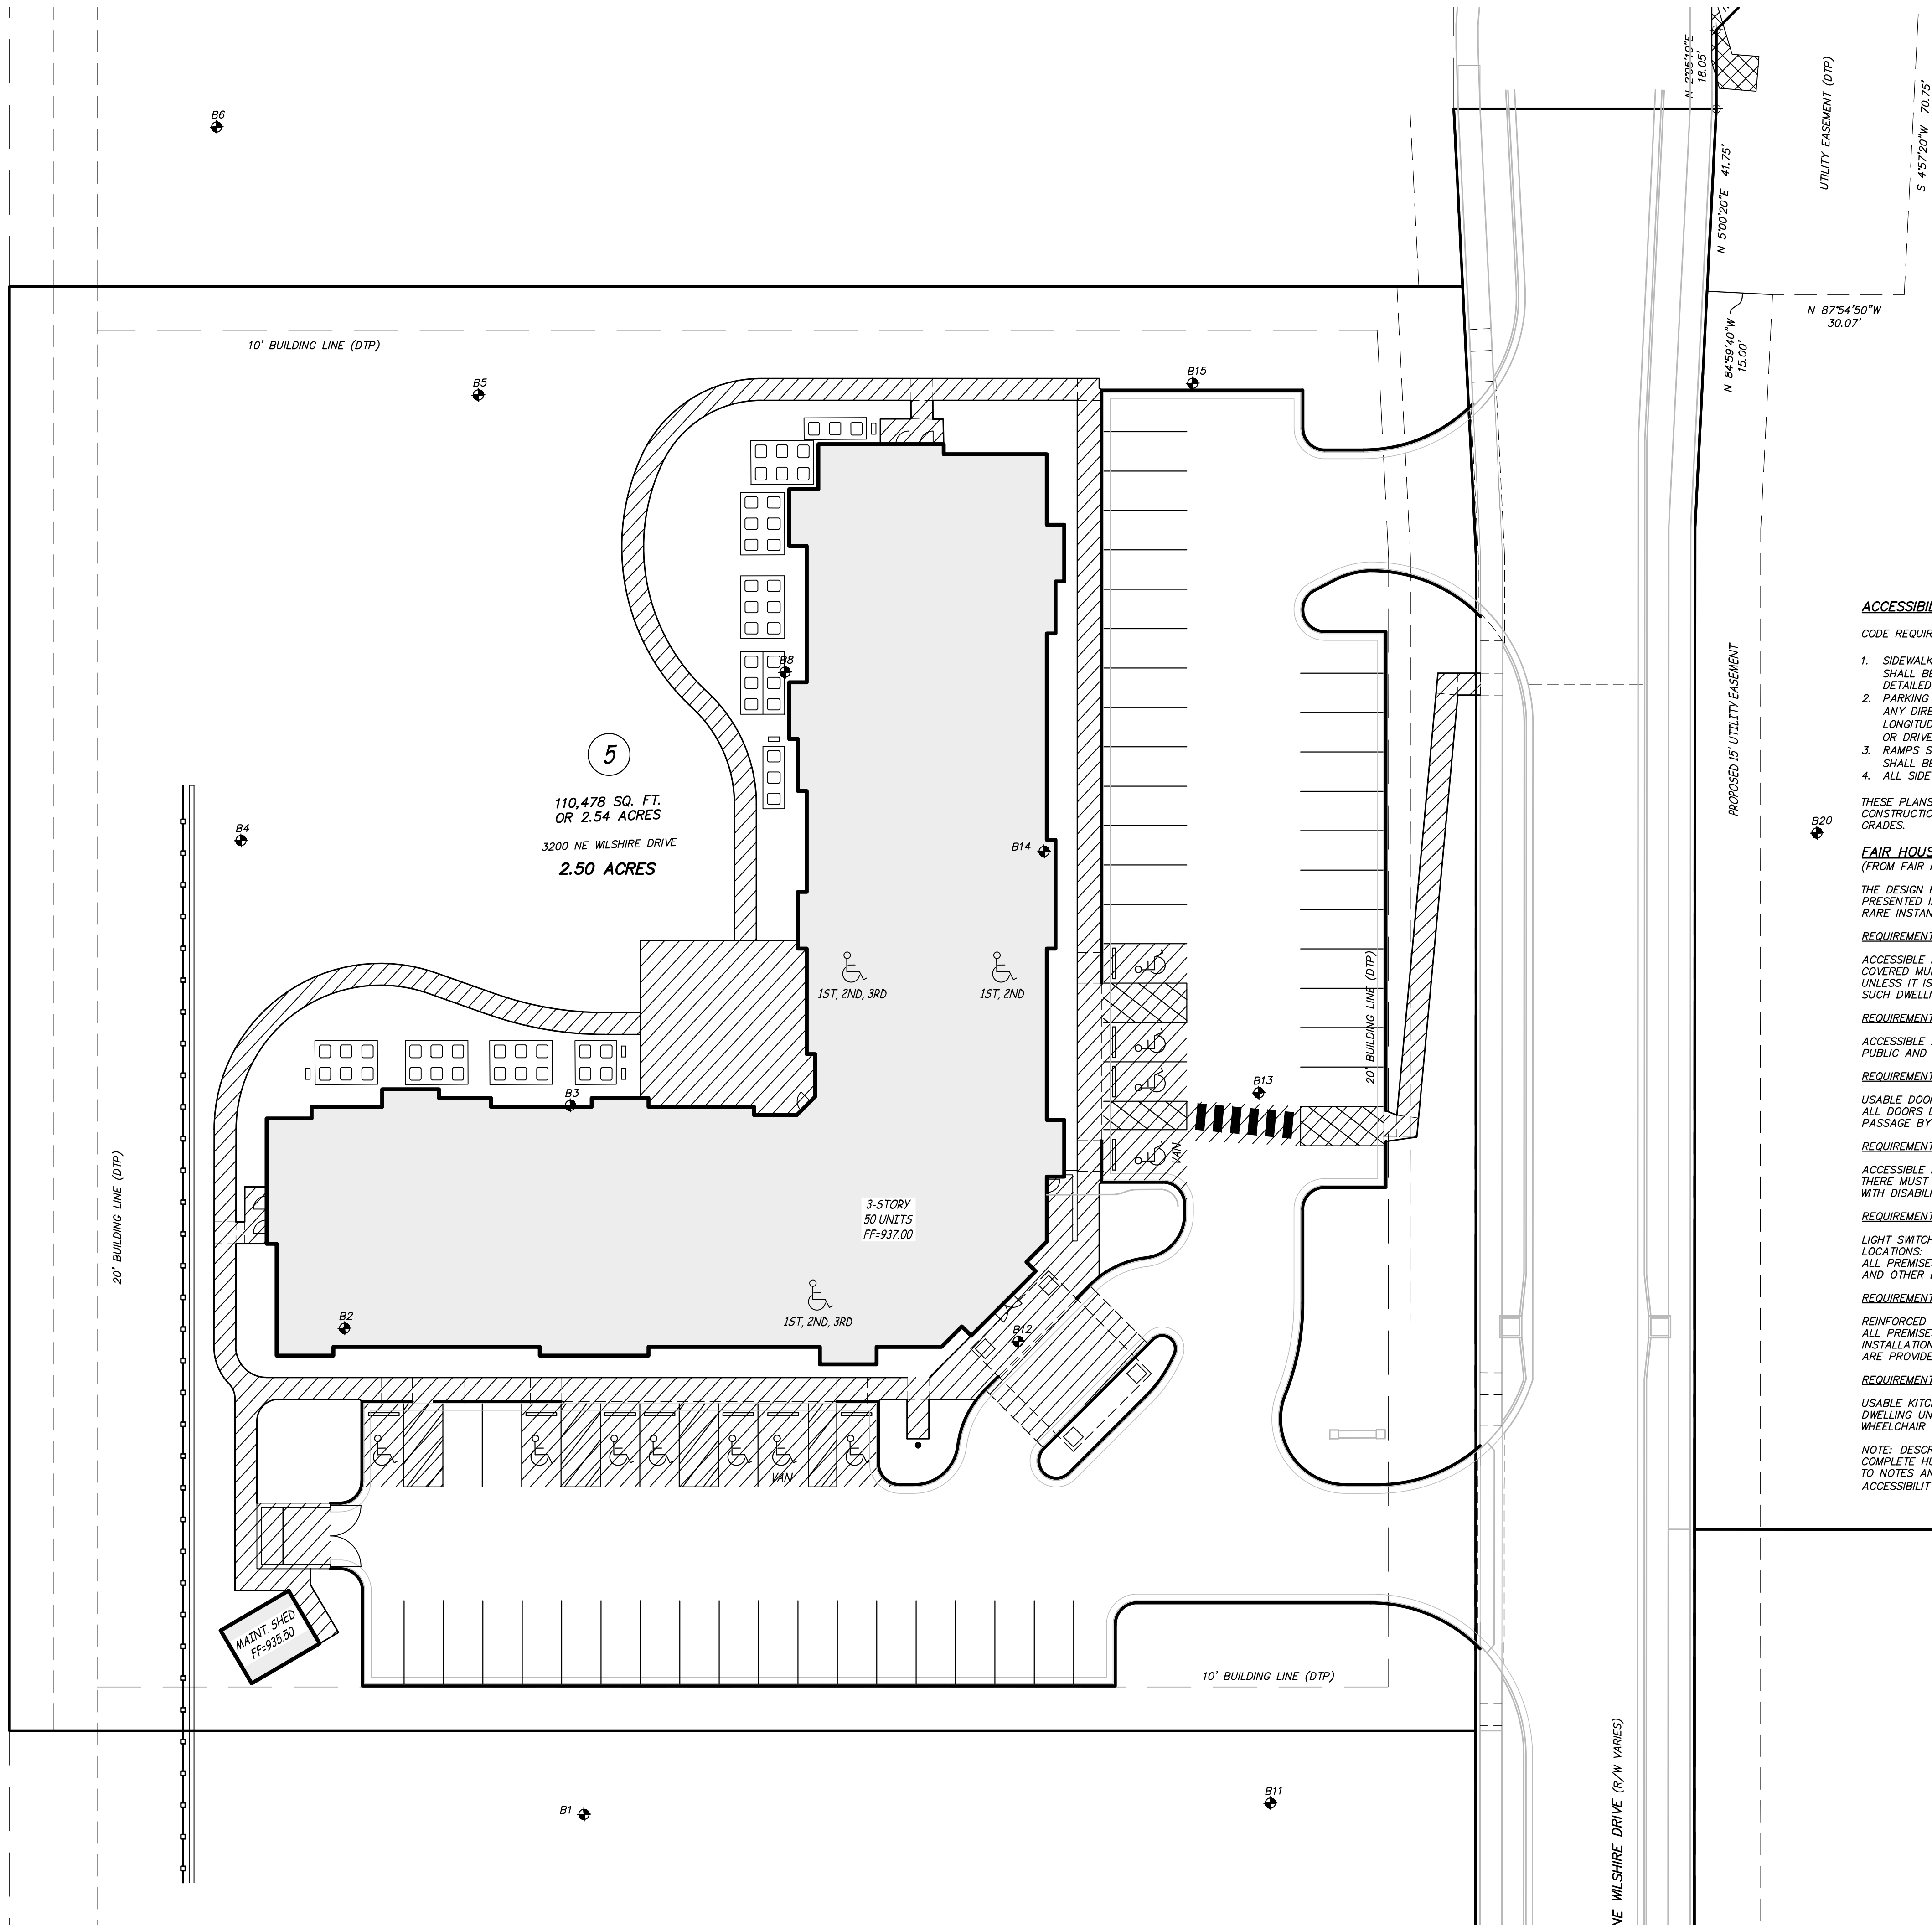 N 2°05'10"E
18.05'
UTILITY EASEMENT (DTP)
S 4°57'20"W 70.75'
B6
N 5°00'20"E 41.75'
N 87°54'50"W
30.07'
N 84°59'40"W
15.00'
10' BUILDING LINE (DTP)
B5
B15
ACCESSIBIL
CODE REQUIR
1. SIDEWALK
SHALL BE
DETAILED
2. PARKING
ANY DIRE
LONGITUD
OR DRIVE
3. RAMPS S
SHALL BE
4. ALL SIDE
THESE PLANS
CONSTRUCTIO
GRADES.
FAIR HOUS
(FROM FAIR
THE DESIGN
PRESENTED I
RARE INSTAN
REQUIREMENT
ACCESSIBLE
COVERED MU
UNLESS IT IS
SUCH DWELLI
REQUIREMENT
ACCESSIBLE
PUBLIC AND
REQUIREMENT
USABLE DOOR
ALL DOORS D
PASSAGE BY
REQUIREMENT
ACCESSIBLE
THERE MUST
WITH DISABIL
REQUIREMENT
LIGHT SWITCH
LOCATIONS:
ALL PREMISE
AND OTHER
REQUIREMENT
REINFORCED
ALL PREMISE
INSTALLATION
ARE PROVIDE
REQUIREMENT
USABLE KITC
DWELLING UN
WHEELCHAIR
NOTE: DESCR
COMPLETE HU
TO NOTES AN
ACCESSIBILIT
PROPOSED 15' UTILITY EASEMENT
B8
5
110,478 SQ. FT.
OR 2.54 ACRES
3200 NE WILSHIRE DRIVE
2.50 ACRES
B4
B14
B20
1ST, 2ND, 3RD
1ST, 2ND
20' BUILDING LINE (DTP)
B3
B13
VAN
20' BUILDING LINE (DTP)
3-STORY
50 UNITS
FF=937.00
B2
1ST, 2ND, 3RD
B12
VAN
MAINT. SHED
FF=935.50
10' BUILDING LINE (DTP)
B1
B11
NE WILSHIRE DRIVE (R/W VARIES)